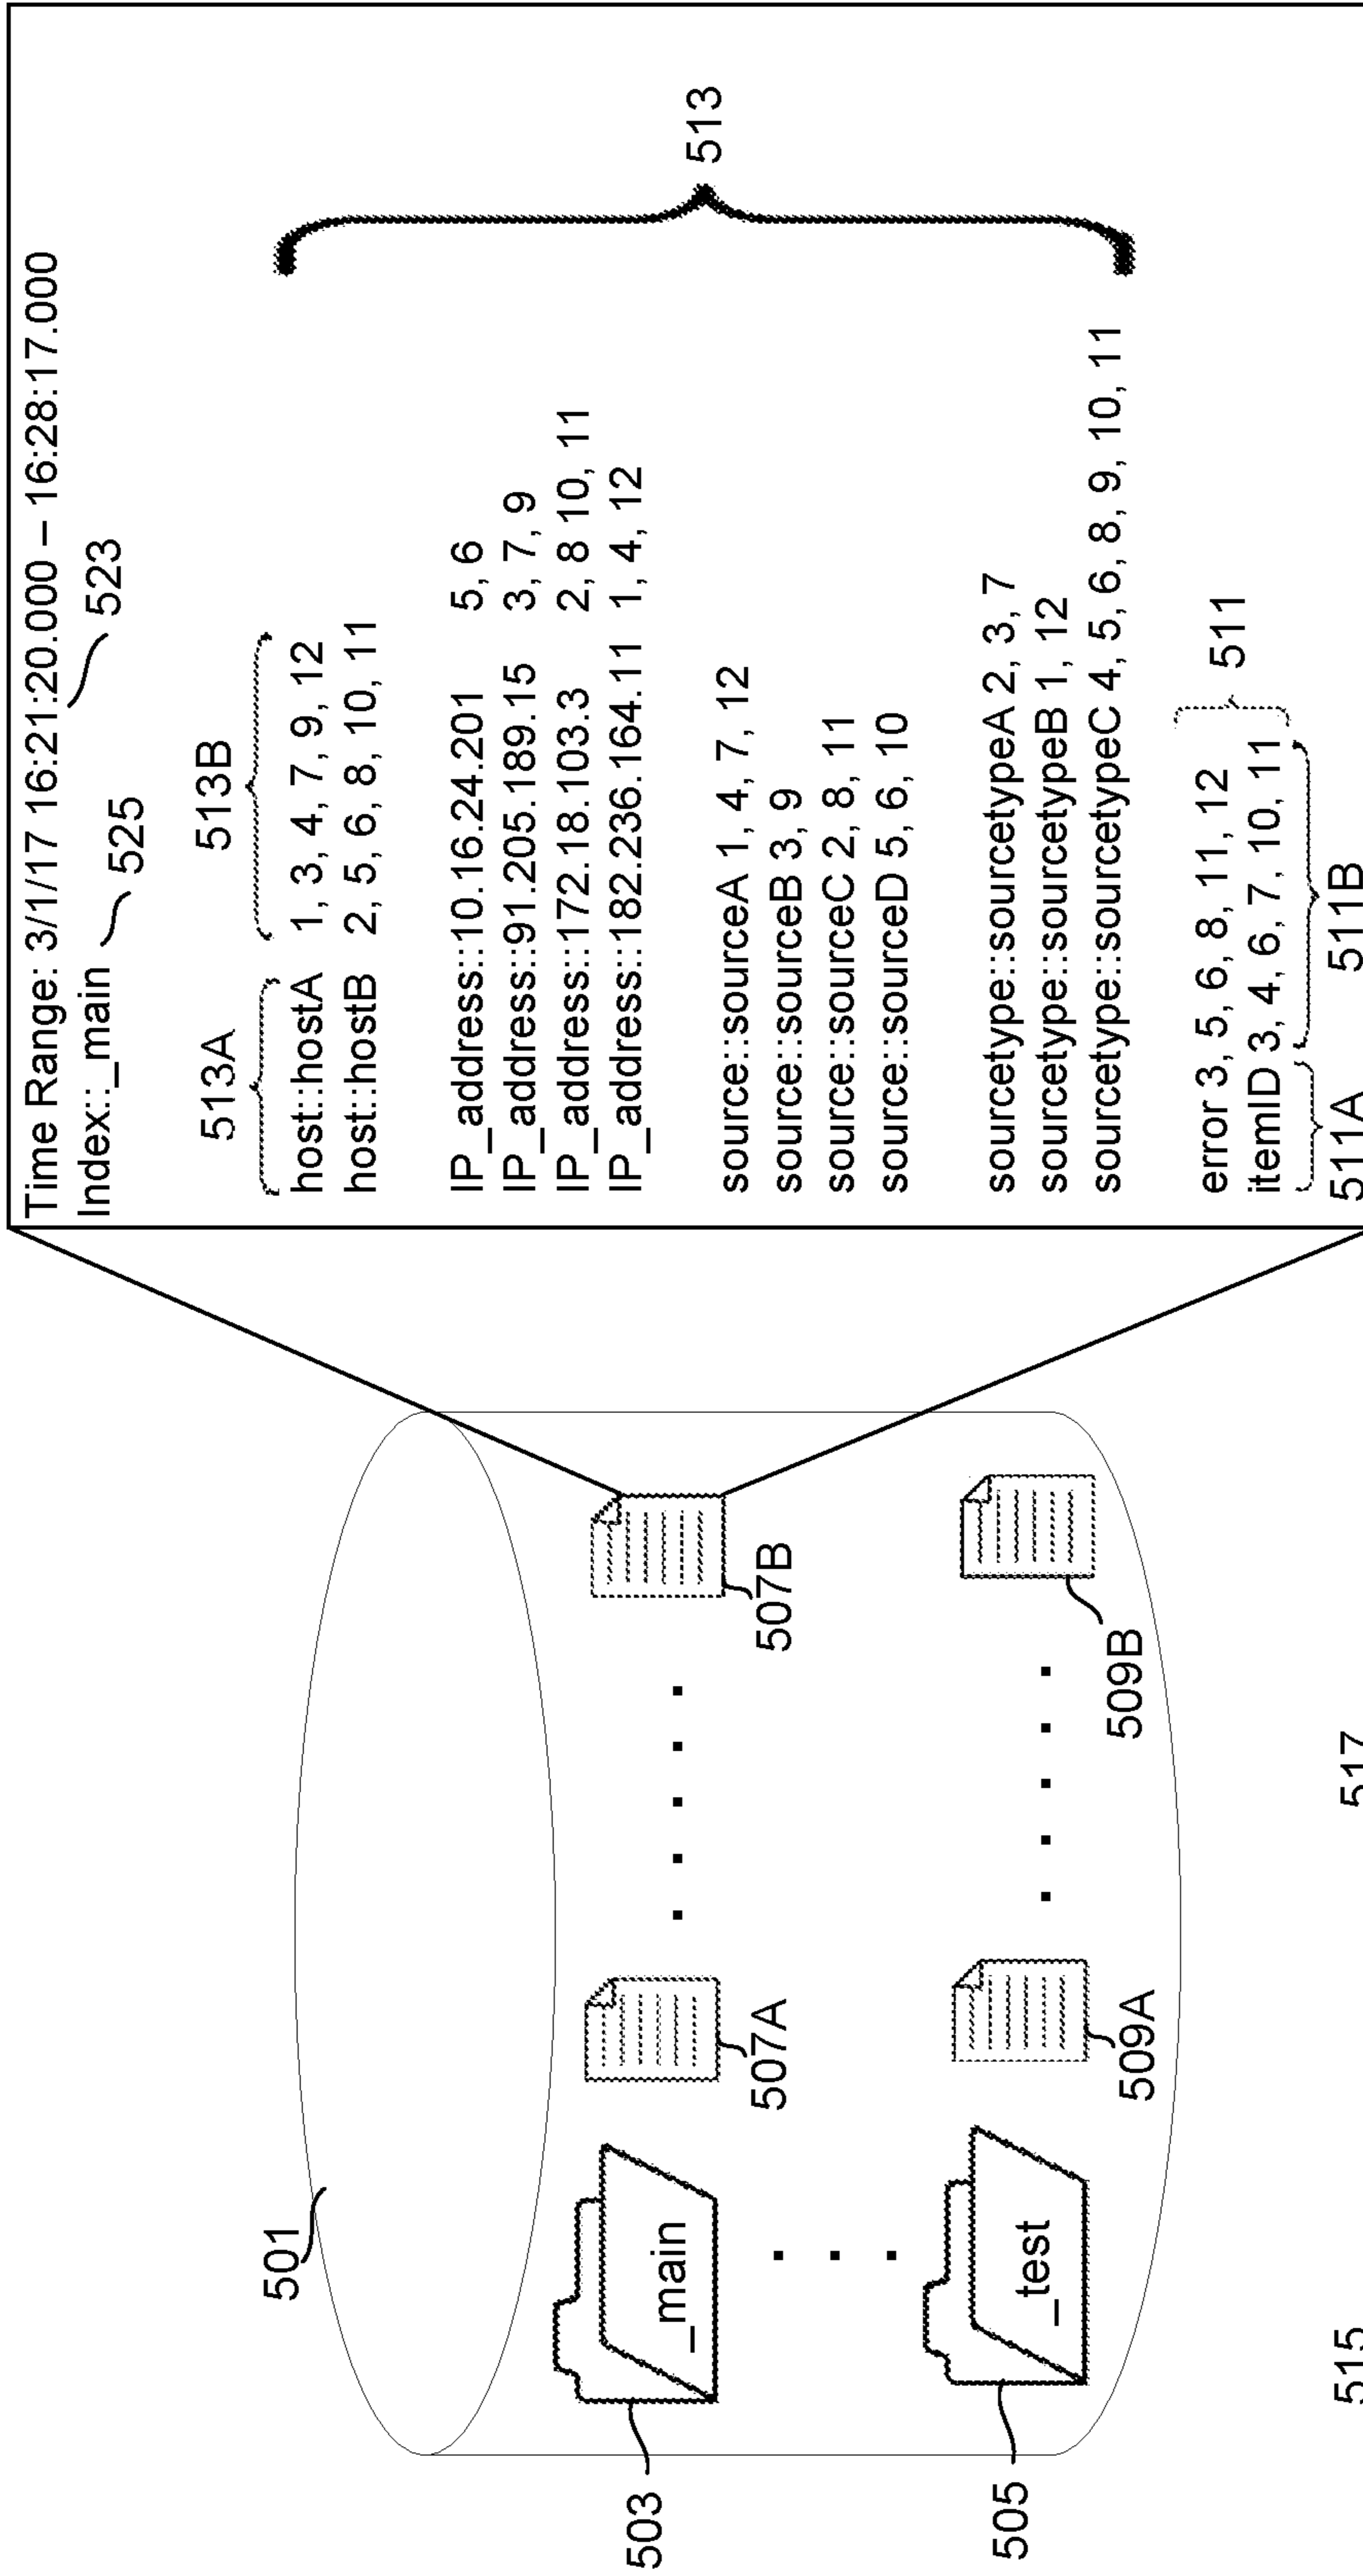 Time Range: 3/1/17 16:21:20.000 – 16:28:17.000
Index::_main
525
523
513A
513B
host::hostA 1, 3, 4, 7, 9, 12
host::hostB 2, 5, 6, 8, 10, 11
IP_address::10.16.24.201 5, 6
IP_address::91.205.189.15 3, 7, 9
IP_address::172.18.103.3 2, 8 10, 11
IP_address::182.236.164.11 1, 4, 12
source::sourceA 1, 4, 7, 12
source::sourceB 3, 9
source::sourceC 2, 8, 11
source::sourceD 5, 6, 10
sourcetype::sourcetypeA 2, 3, 7
sourcetype::sourcetypeB 1, 12
sourcetype::sourcetypeC 4, 5, 6, 8, 9, 10, 11
513
error 3, 5, 6, 8, 11, 12
itemID 3, 4, 6, 7, 10, 11
511
511A
511B
501
503
_main
507A
507B
505
_test
509A
509B
515
517